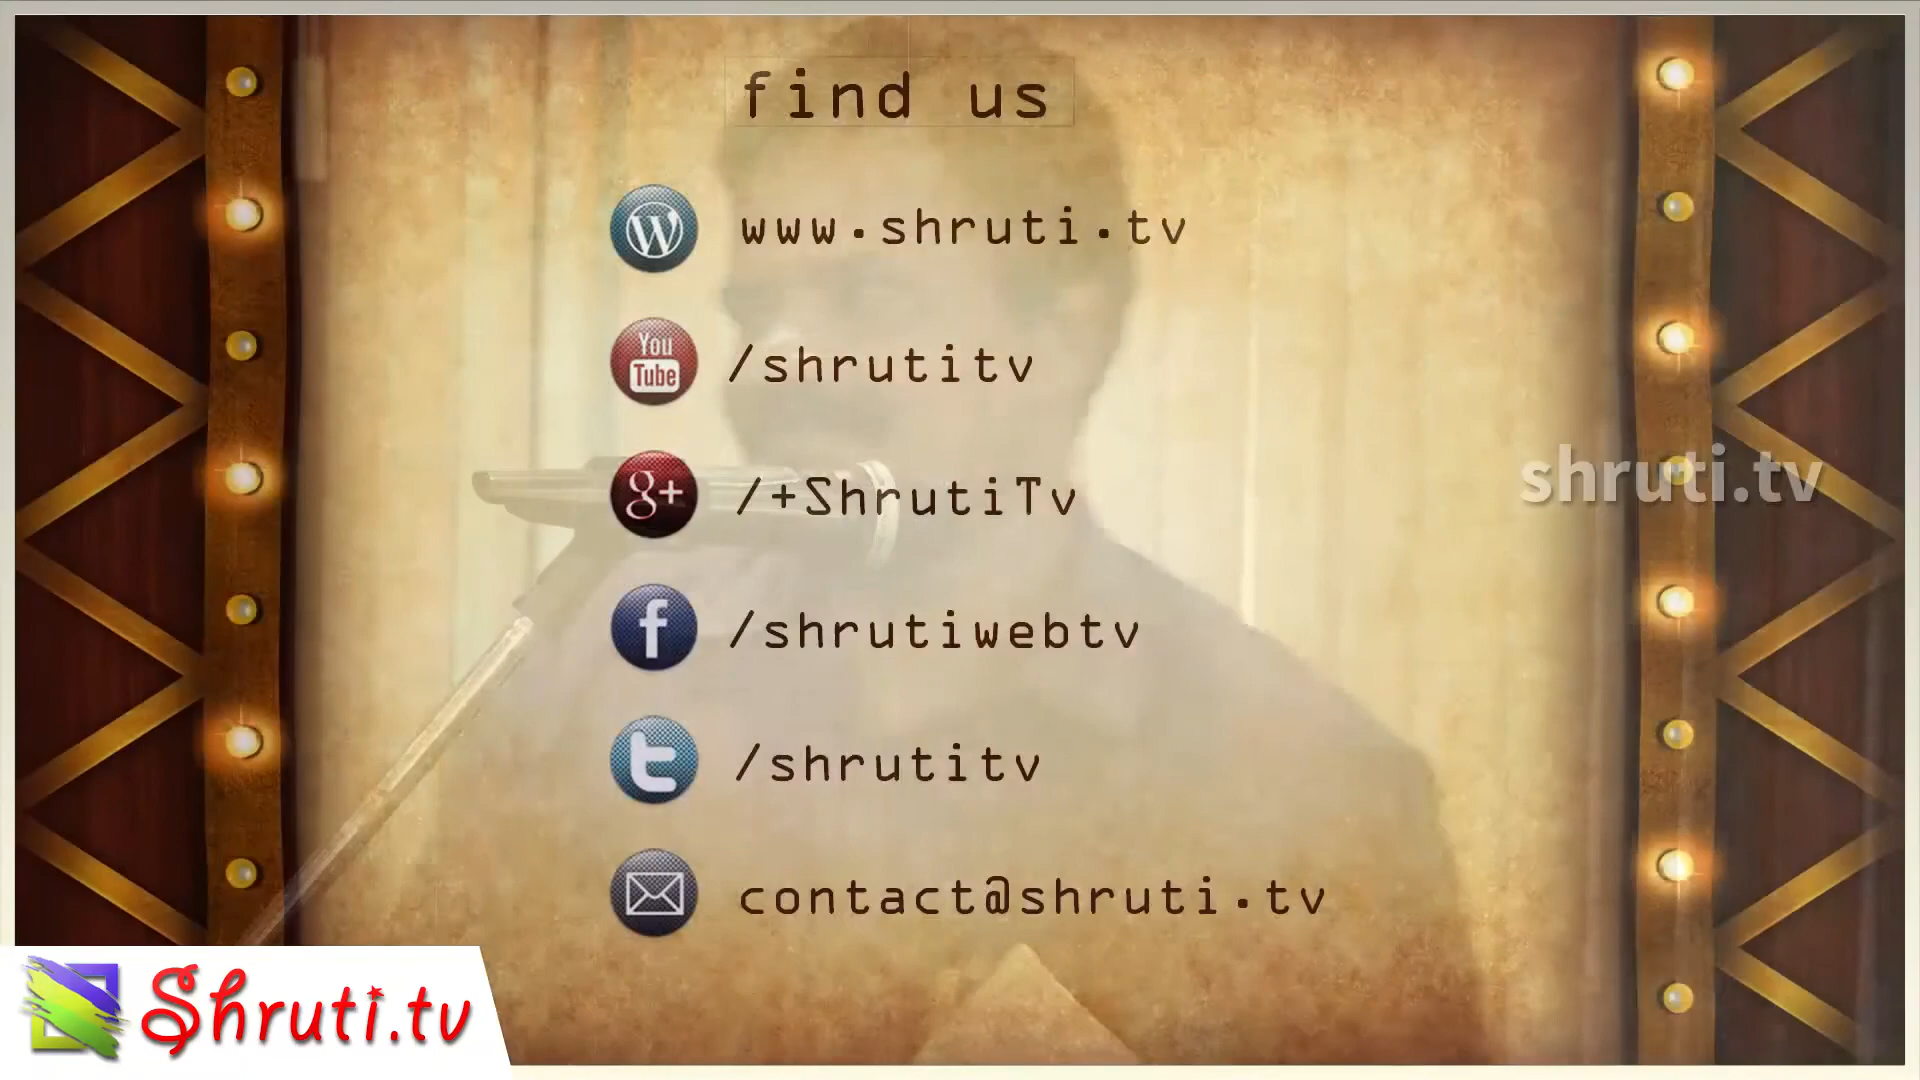 find us
www.shruti.tv
You
Tube
/shrutitv
g+
/+ShrutiTv
shruti.tv
f
/shrutiwebtv
t
/shrutitv
contact@shruti.tv
Shruti.tv